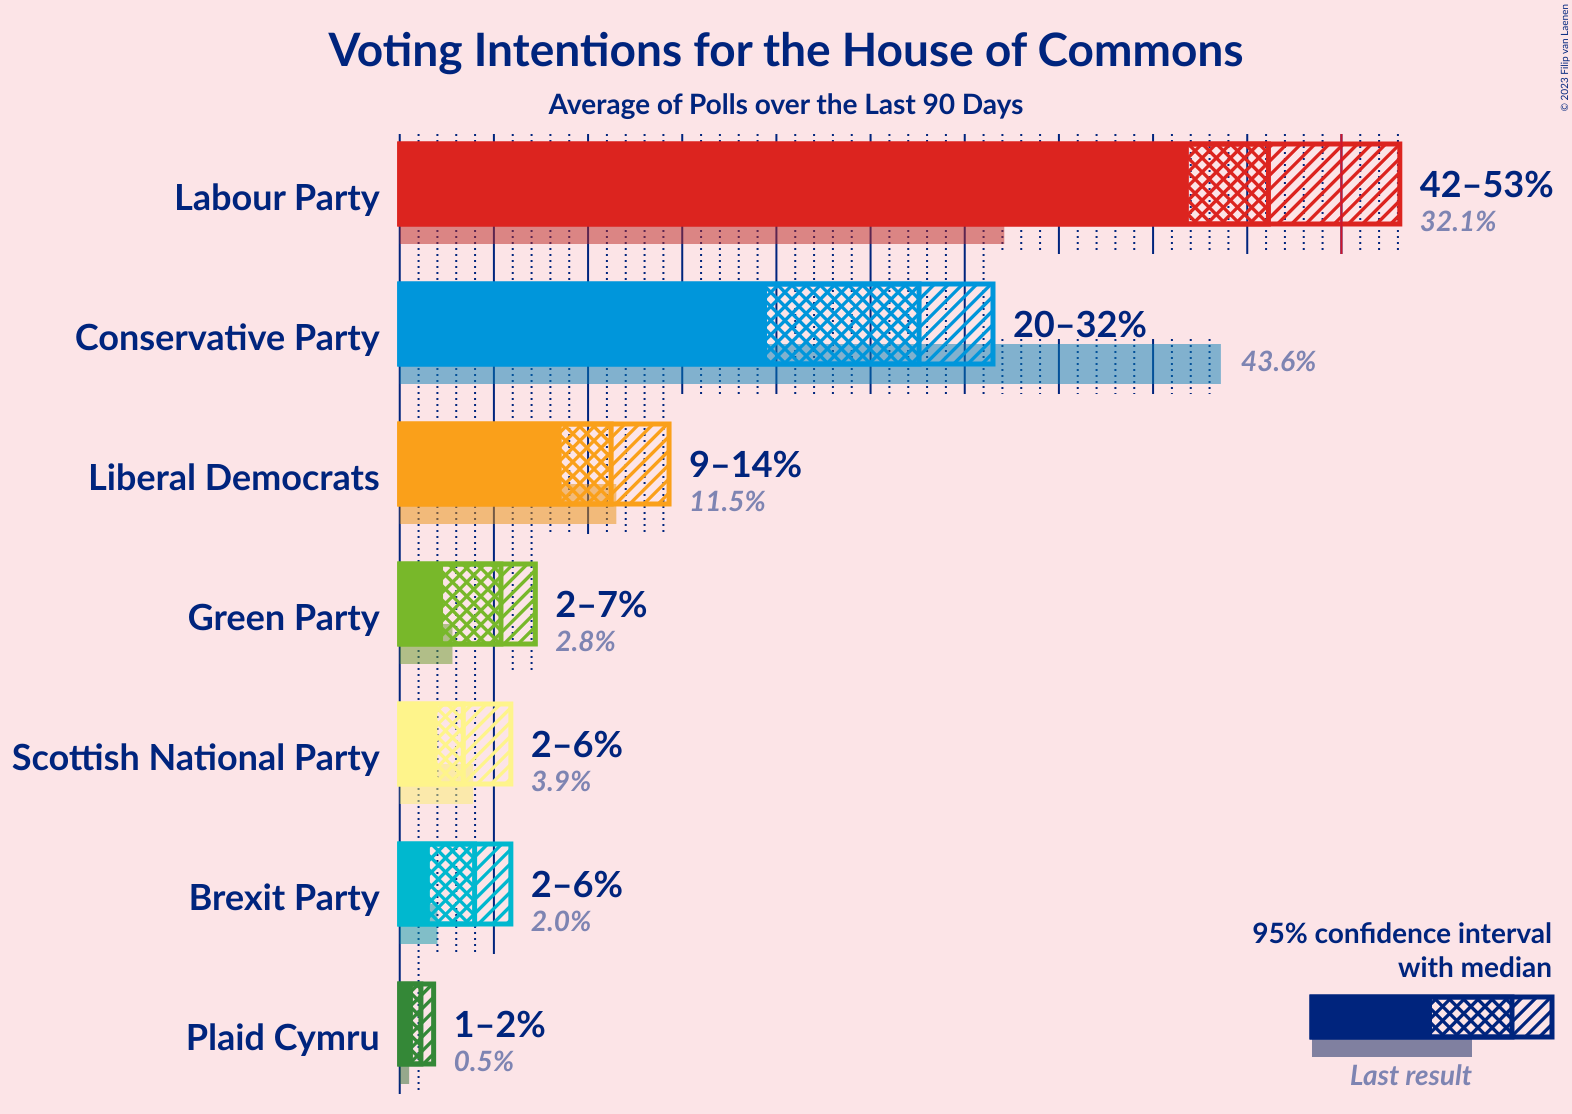 Voting Intentions for the House of Commons
Average of Polls over the Last 90 Days
© 2023 Filip van Laenen
Labour Party
42–53%
32.1%
Conservative Party
20–32%
43.6%
Liberal Democrats
9–14%
11.5%
Green Party
2–7%
2.8%
Scottish National Party
2–6%
3.9%
Brexit Party
2–6%
2.0%
Plaid Cymru
1–2%
0.5%
95% confidence interval
with median
Last result